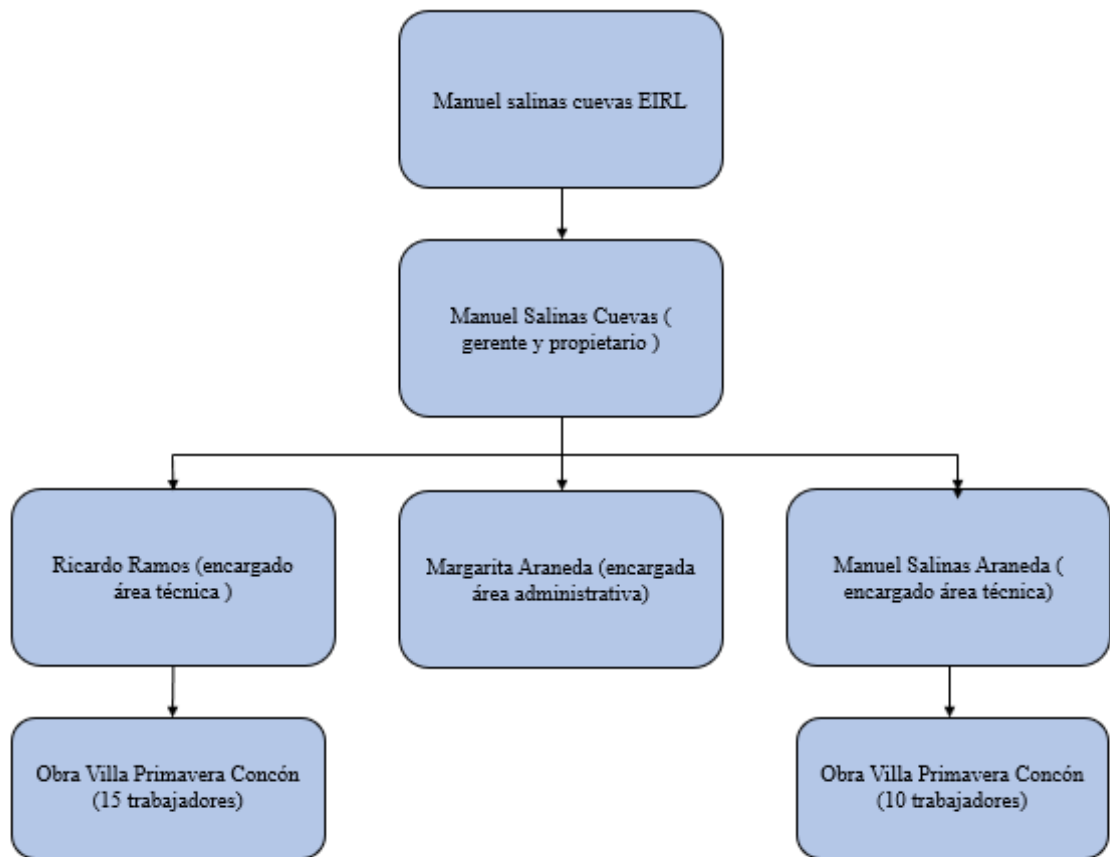 Manuel salinas cuevas EIRL
Manuel Salinas Cuevas (
gerente y propietario )
Ricardo Ramos (encargado
área técnica )
Margarita Araneda (encargada
área administrativa)
Manuel Salinas Araneda (
encargado área técnica)
Obra Villa Primavera Concón
(15 trabajadores)
Obra Villa Primavera Concón
(10 trabajadores)